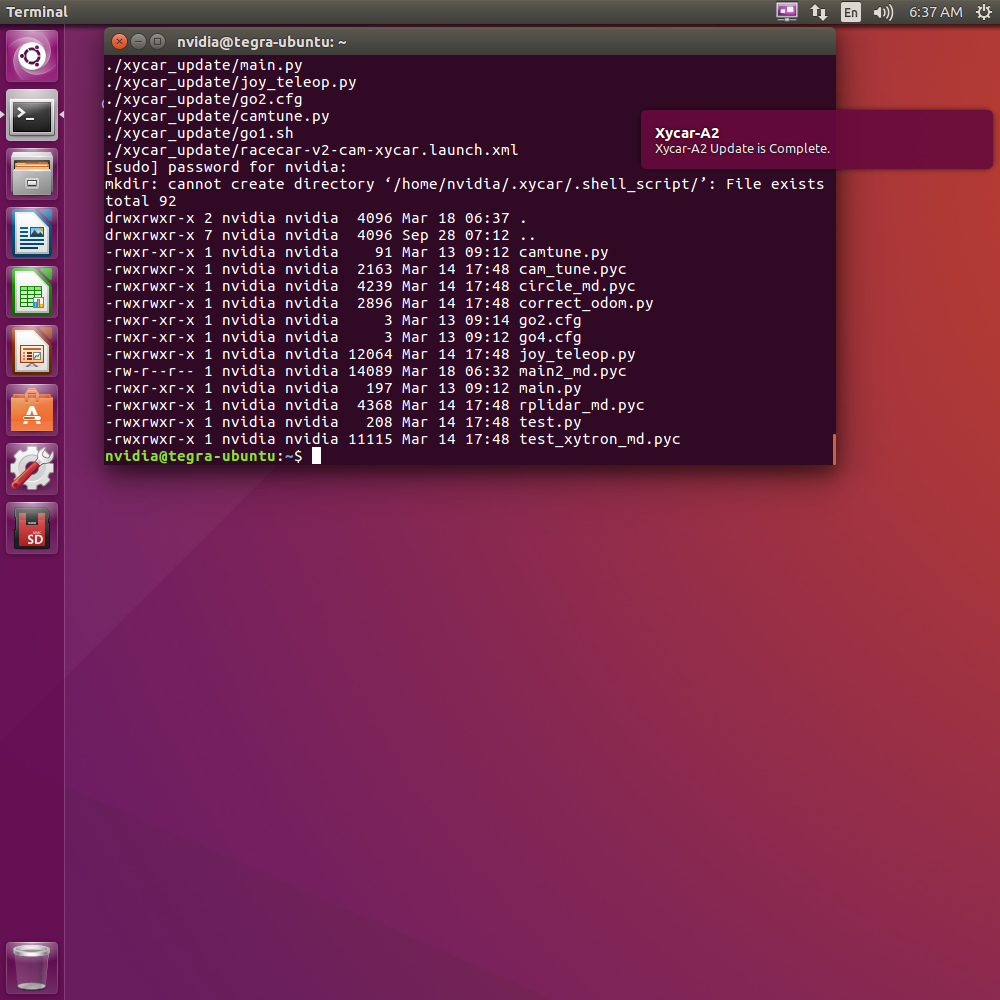 Terminal
En
6:37 AM
nvidia@tegra-ubuntu: ~
./xycar_update/main.py
./xycar_update/joy_teleop.py
./xycar_update/go2.cfg
./xycar_update/camtune.py
./xycar_update/go1.sh
./xycar_update/racecar-v2-cam-xycar.launch.xml
[sudo] password for nvidia:
mkdir: cannot create directory ‘/home/nvidia/.xycar/.shell_script/’: File exists
total 92
drwxrwxr-x 2 nvidia nvidia  4096 Mar 18 06:37 .
drwxrwxr-x 7 nvidia nvidia  4096 Sep 28 07:12 ..
-rwxr-xr-x 1 nvidia nvidia    91 Mar 13 09:12 camtune.py
-rwxrwxr-x 1 nvidia nvidia  2163 Mar 14 17:48 cam_tune.pyc
-rwxrwxr-x 1 nvidia nvidia  4239 Mar 14 17:48 circle_md.pyc
-rwxrwxr-x 1 nvidia nvidia  2896 Mar 14 17:48 correct_odom.py
-rwxr-xr-x 1 nvidia nvidia     3 Mar 13 09:14 go2.cfg
-rwxr-xr-x 1 nvidia nvidia     3 Mar 13 09:12 go4.cfg
-rwxrwxr-x 1 nvidia nvidia 12064 Mar 14 17:48 joy_teleop.py
-rw-r--r-- 1 nvidia nvidia 14089 Mar 18 06:32 main2_md.pyc
-rwxr-xr-x 1 nvidia nvidia   197 Mar 13 09:12 main.py
-rwxrwxr-x 1 nvidia nvidia  4368 Mar 14 17:48 rplidar_md.pyc
-rwxrwxr-x 1 nvidia nvidia   208 Mar 14 17:48 test.py
-rwxrwxr-x 1 nvidia nvidia 11115 Mar 14 17:48 test_xytron_md.pyc
nvidia@tegra-ubuntu:~$
Xycar-A2
Xycar-A2 Update is Complete.
SD